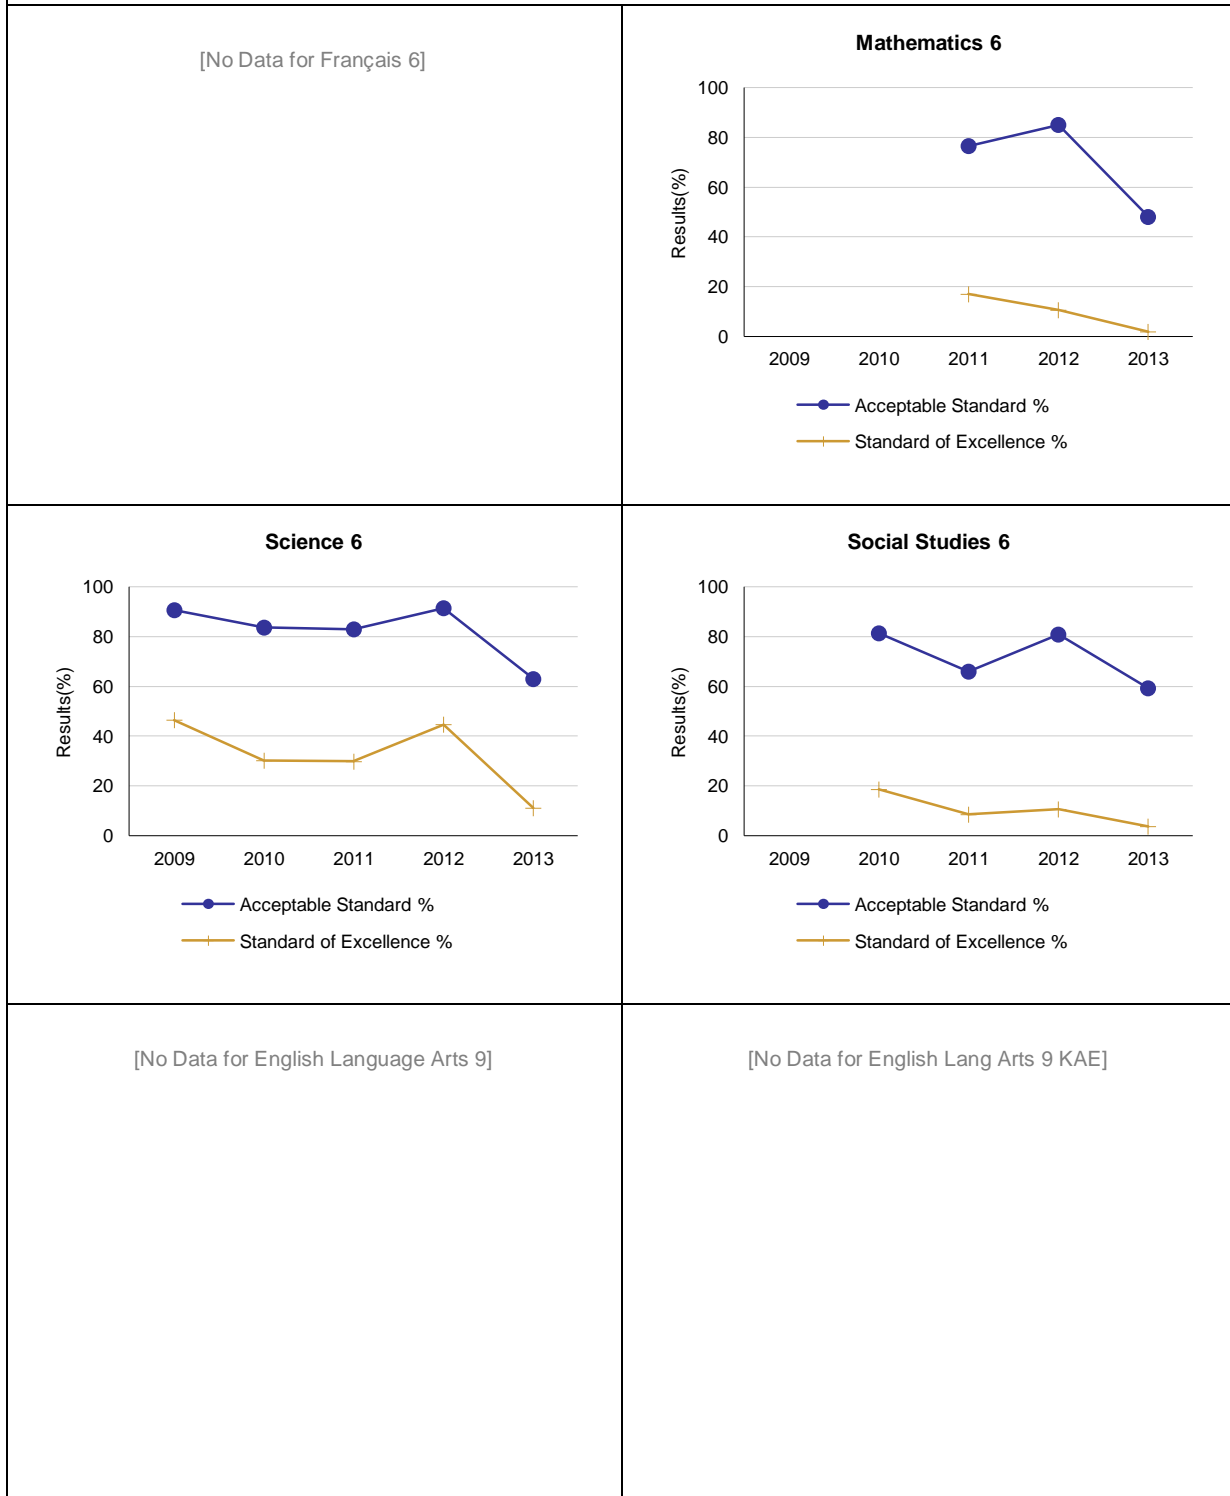 [No Data for Français 6]
Mathematics 6
100
80
60
40
20
0
Results(%)
2009 2010 2011 2012 2013
Acceptable Standard %
Standard of Excellence %
Science 6
100
80
60
40
20
0
Results(%)
2009 2010 2011 2012 2013
Acceptable Standard %
Standard of Excellence %
Social Studies 6
100
80
60
40
20
0
Results(%)
2009 2010 2011 2012 2013
Acceptable Standard %
Standard of Excellence %
[No Data for English Language Arts 9]
[No Data for English Lang Arts 9 KAE]